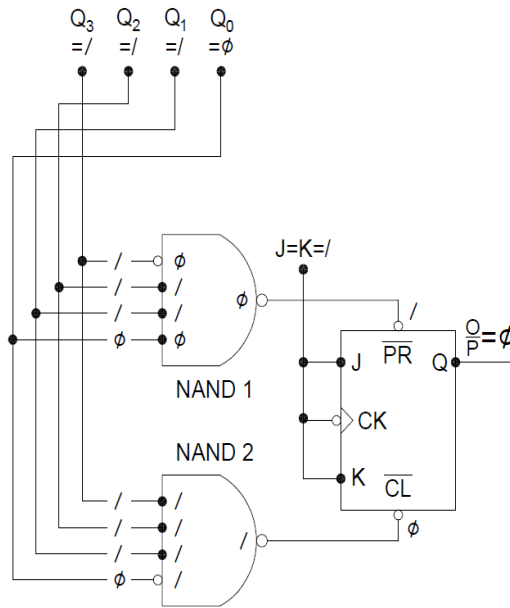 Q3 Q2 Q1 Q0
=/ =/ =/ =ϕ
J=K=/
/ ϕ
/ /
/ /
ϕ ϕ
ϕ
/
NAND 1
J PR Q
O/P=ϕ
CK
K CL
NAND 2
/ /
/ /
/ /
ϕ /
/
ϕ